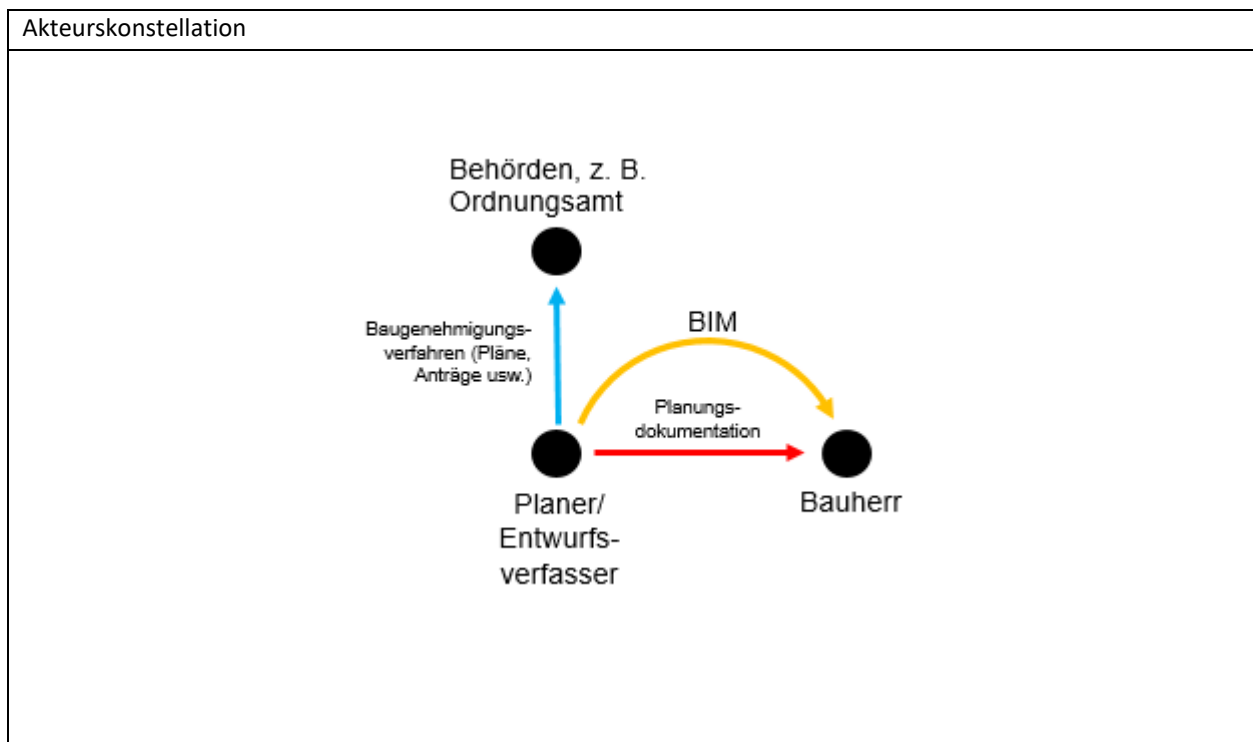 Akteurskonstellation
Behörden, z. B.
Ordnungsamt
Baugenehmigungs-
verfahren (Pläne,
Anträge usw.)
BIM
Planungs-
dokumentation
Planer/
Entwurfs-
verfasser
Bauherr